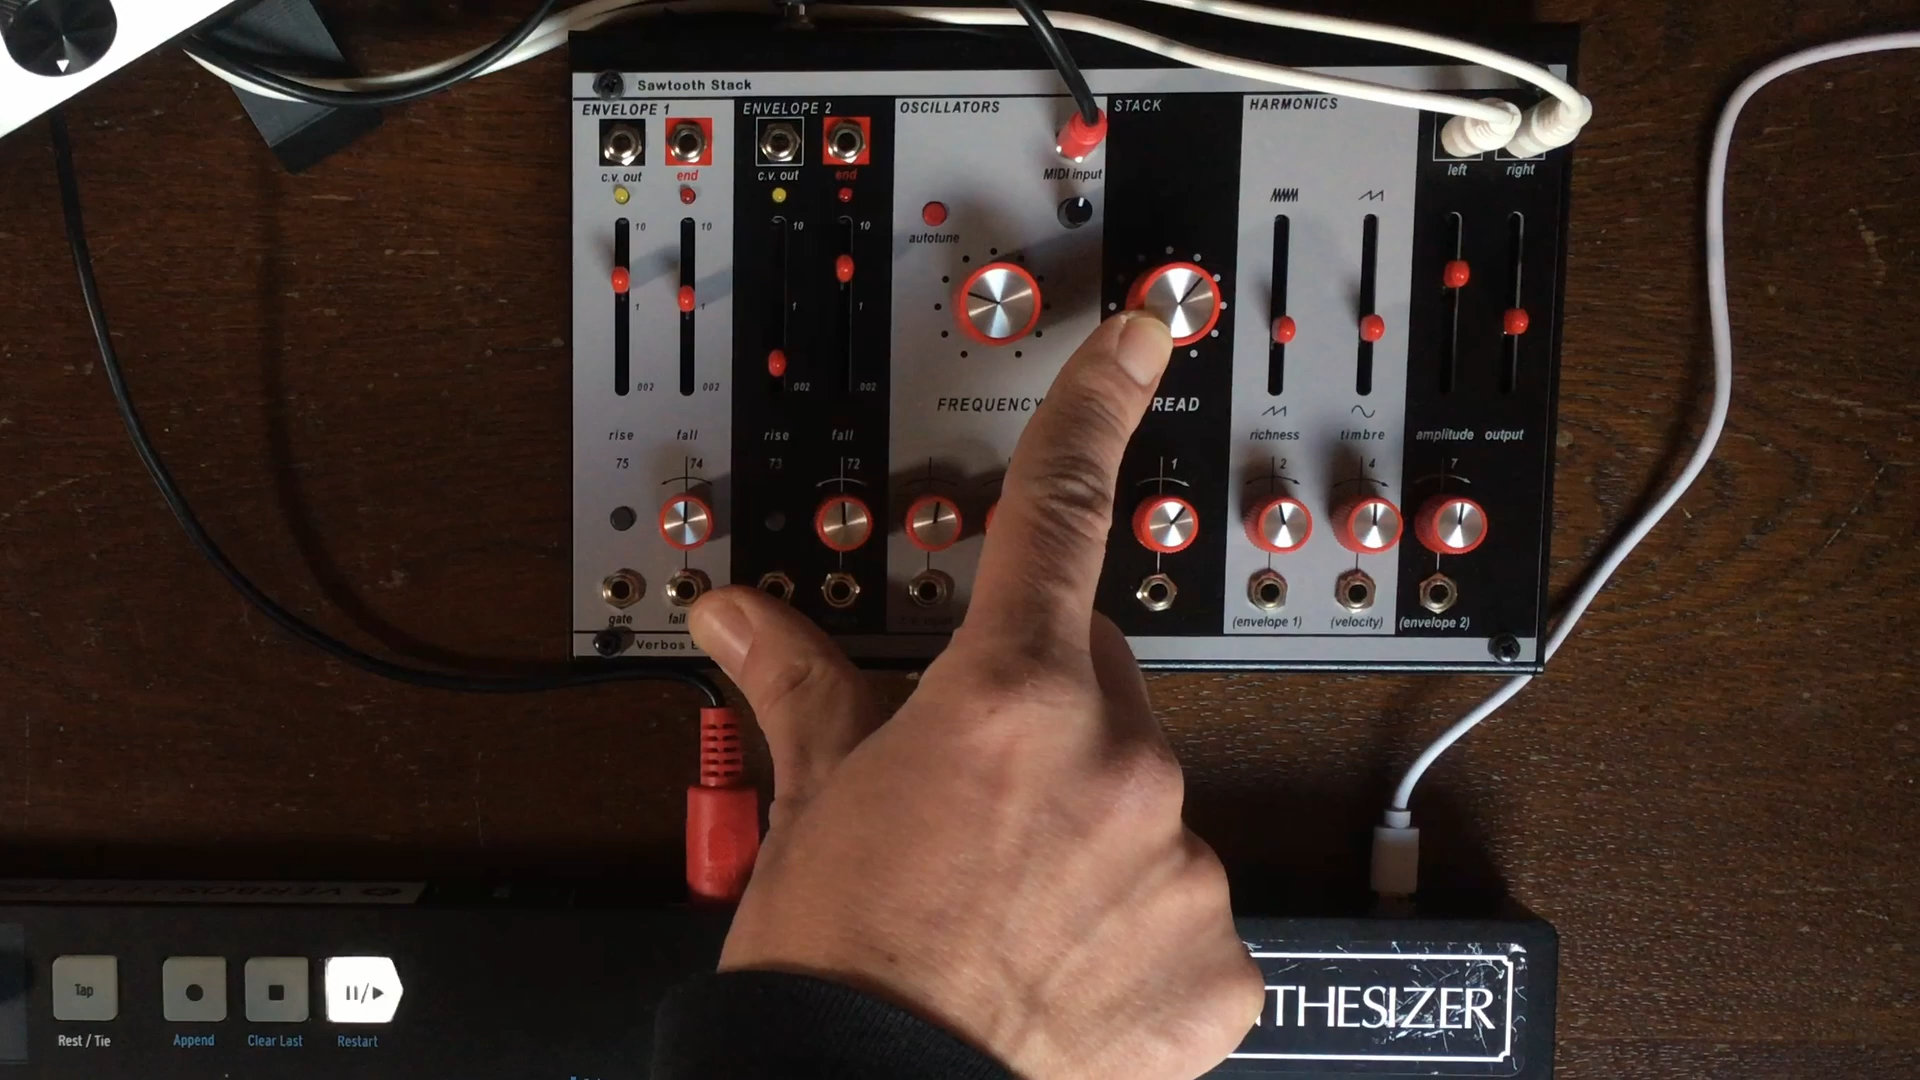 Sawtooth Stack
ENVELOPE 1
ENVELOPE 2
OSCILLATORS
STACK
HARMONICS
c.v. out
end
c.v. out
end
MIDI input
left
right
autotune
10
10
10
10
1
1
1
1
.002
.002
.002
.002
FREQUENCY
READ
rise
fall
rise
fall
richness
timbre
amplitude
output
75
74
73
72
1
2
4
7
gate
fall
(envelope 1)
(velocity)
(envelope 2)
Verbos E
VERBOS
Tap
Rest / Tie
Append
Clear Last
Restart
THESIZER